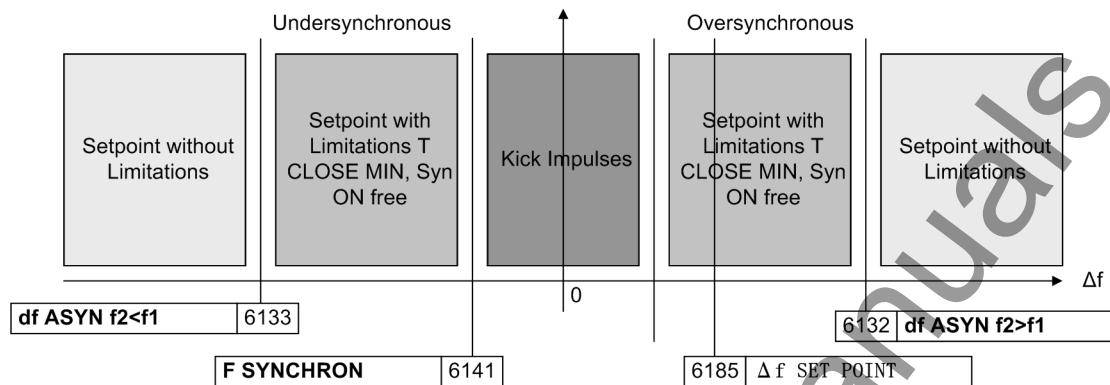 Undersynchronous
Oversynchronous
Setpoint without
Limitations
Setpoint with
Limitations T
CLOSE MIN, Syn
ON free
Kick Impulses
Setpoint with
Limitations T
CLOSE MIN, Syn
ON free
Setpoint without
Limitations
0
Δf
df ASYN f2<f1 6133
6132 df ASYN f2>f1
F SYNCHRON 6141
6185 Δf SET POINT
anuals